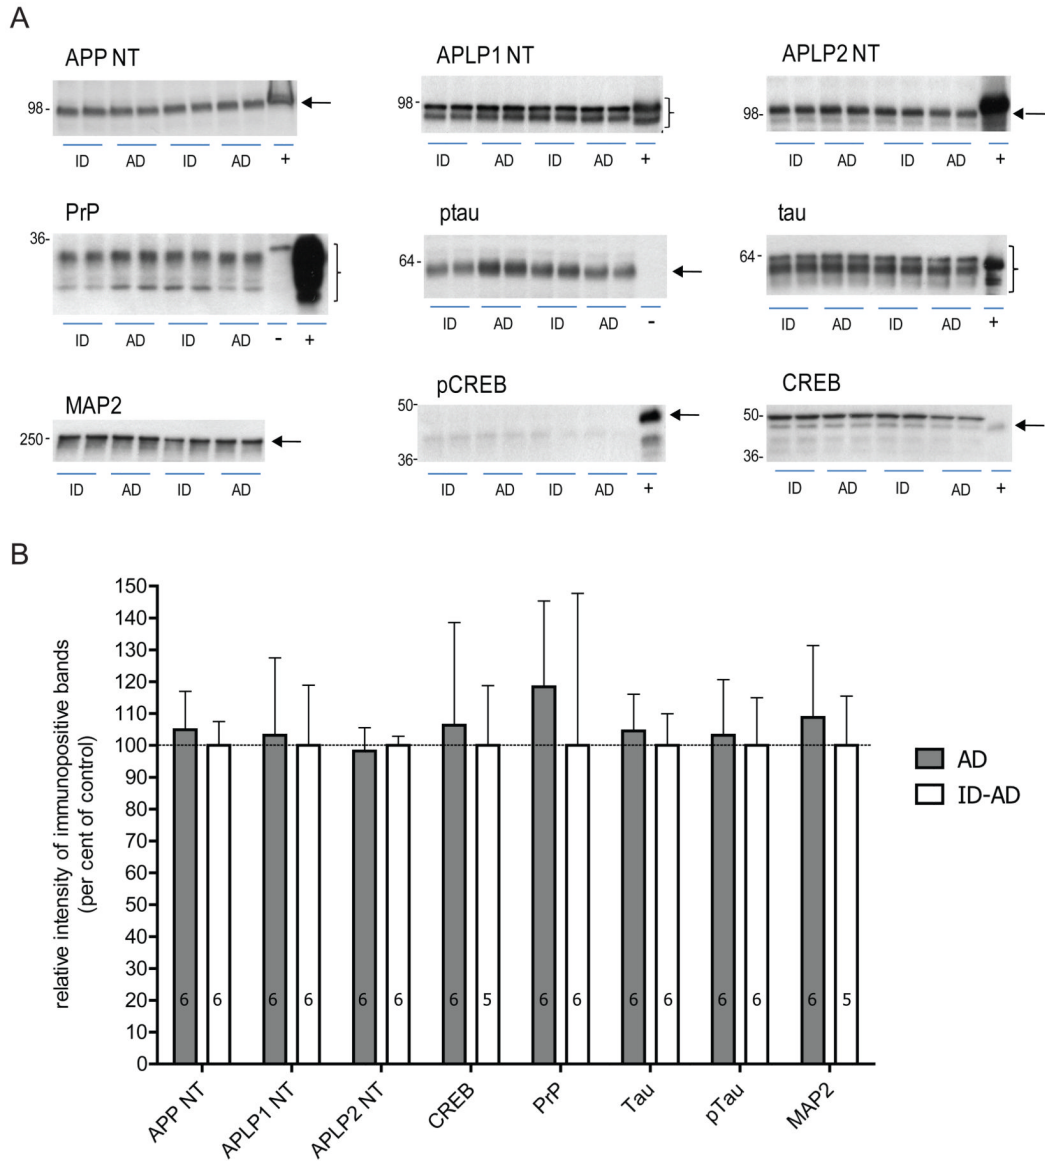 A
APP NT
APLP1 NT
APLP2 NT
98-
98-
98-
ID AD ID AD +
ID AD ID AD +
ID AD ID AD +
PrP
ptau
tau
36-
64-
64-
ID AD ID AD - +
ID AD ID AD -
ID AD ID AD +
MAP2
pCREB
CREB
250-
50-
36-
50-
36-
ID AD ID AD
ID AD ID AD +
ID AD ID AD +
B
relative intensity of immunopositive bands
(per cent of control)
150
140
130
120
110
100
90
80
70
60
50
40
30
20
10
0
6 6 6 6 6 6 6 5 6 6 6 6 6 6 6 5
APP NT
APLP1 NT
APLP2 NT
CREB
PrP
Tau
pTau
MAP2
AD
ID-AD